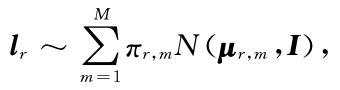 l_r ∼ ∑_{m=1}^{M} π_{r,m} N(μ_{r,m}, I),